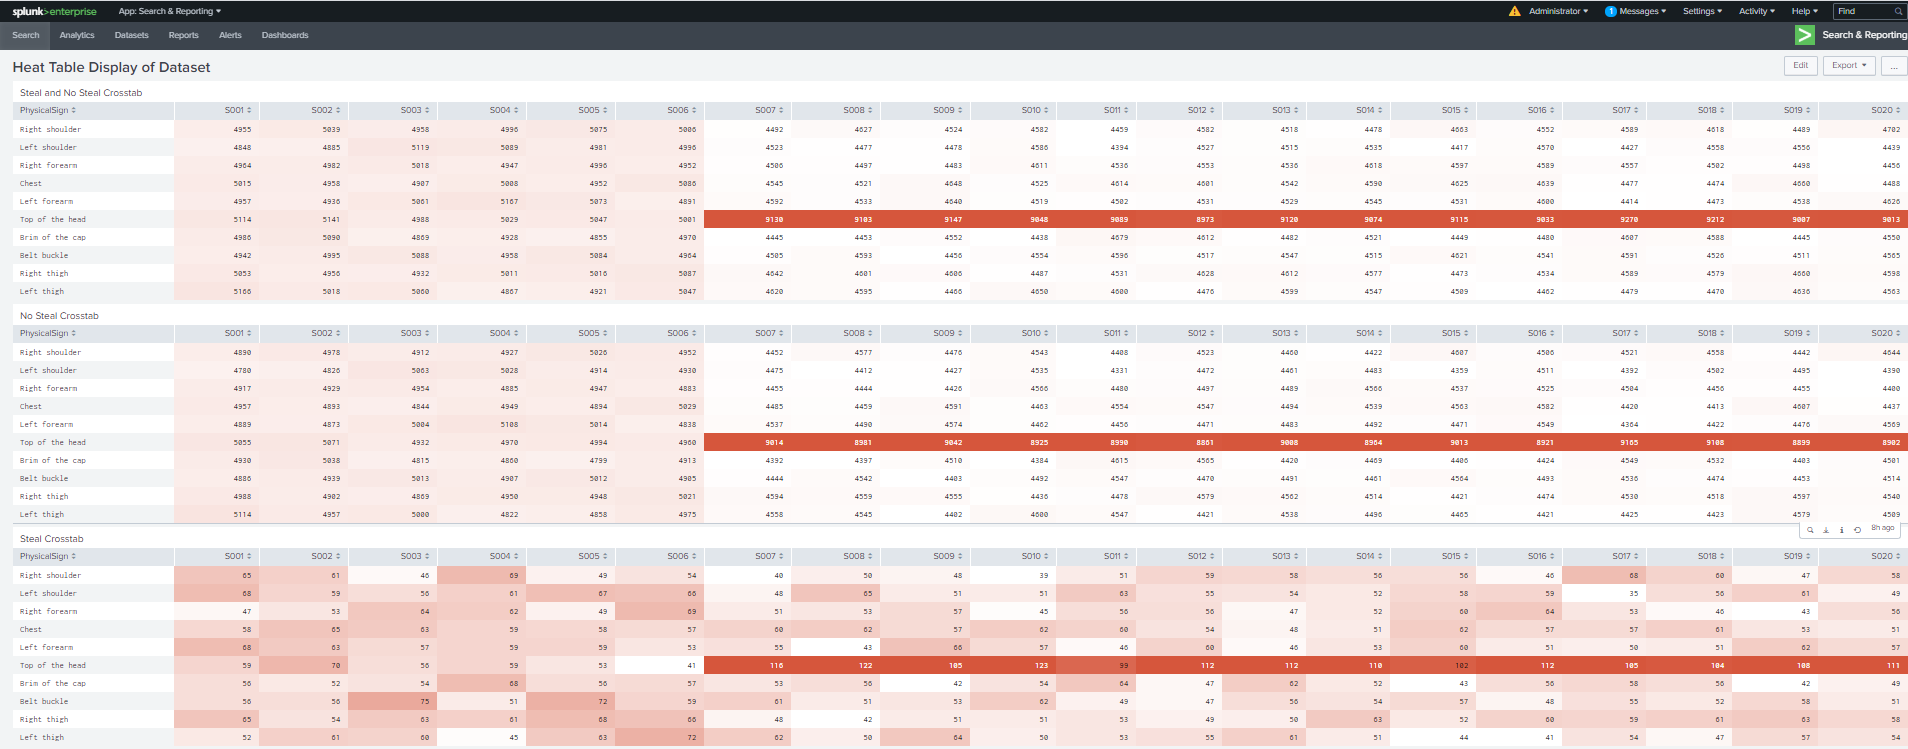 splunk>enterprise App: Search & Reporting Administrator 1 Messages Settings Activity Help Find
Search Analytics Datasets Reports Alerts Dashboards Search & Reporting
Heat Table Display of Dataset Edit Export ...
Steal and No Steal Crosstab
PhysicalSign S001 S002 S003 S004 S005 S006 S007 S008 S009 S010 S011 S012 S013 S014 S015 S016 S017 S018 S019 S020
Right shoulder 4955 5039 4958 4996 5075 5006 4492 4627 4524 4582 4459 4582 4518 4478 4663 4552 4589 4618 4489 4702
Left shoulder 4848 4885 5119 5089 4981 4996 4523 4477 4478 4586 4394 4527 4515 4535 4417 4570 4427 4558 4556 4439
Right forearm 4964 4982 5018 4947 4996 4952 4506 4497 4483 4611 4536 4553 4536 4618 4597 4589 4557 4502 4498 4456
Chest 5015 4958 4907 5008 4952 5086 4545 4521 4648 4525 4614 4601 4542 4590 4625 4639 4477 4474 4660 4488
Left forearm 4957 4936 5061 5167 5073 4891 4592 4533 4640 4519 4502 4531 4529 4545 4531 4600 4414 4473 4538 4626
Top of the head 5114 5141 4988 5029 5047 5001 9130 9103 9147 9048 9089 8973 9120 9074 9115 9033 9270 9212 9007 9013
Brim of the cap 4986 5090 4869 4928 4855 4970 4445 4453 4552 4438 4679 4612 4482 4521 4449 4480 4607 4588 4445 4550
Belt buckle 4942 4995 5088 4958 5084 4964 4505 4593 4456 4554 4596 4517 4547 4515 4621 4541 4591 4526 4511 4565
Right thigh 5053 4956 4932 5011 5016 5087 4642 4601 4606 4487 4531 4628 4612 4577 4473 4534 4589 4579 4660 4598
Left thigh 5166 5018 5060 4867 4921 5047 4620 4595 4466 4650 4600 4476 4599 4547 4509 4462 4479 4470 4636 4563
No Steal Crosstab
PhysicalSign S001 S002 S003 S004 S005 S006 S007 S008 S009 S010 S011 S012 S013 S014 S015 S016 S017 S018 S019 S020
Right shoulder 4890 4978 4912 4927 5026 4952 4452 4577 4476 4543 4408 4523 4460 4422 4607 4506 4521 4558 4442 4644
Left shoulder 4780 4826 5063 5028 4914 4930 4475 4412 4427 4535 4331 4472 4461 4483 4359 4511 4392 4502 4495 4390
Right forearm 4917 4929 4954 4885 4947 4883 4455 4444 4426 4566 4480 4497 4489 4566 4537 4525 4504 4456 4455 4400
Chest 4957 4893 4844 4949 4894 5029 4485 4459 4591 4463 4554 4547 4494 4539 4563 4582 4420 4413 4607 4437
Left forearm 4889 4873 5004 5108 5014 4838 4537 4490 4574 4462 4456 4471 4483 4492 4471 4549 4364 4422 4476 4569
Top of the head 5055 5071 4932 4970 4994 4960 9014 8981 9042 8925 8990 8861 9008 8964 9013 8921 9165 9108 8899 8902
Brim of the cap 4930 5038 4815 4860 4799 4913 4392 4397 4510 4384 4615 4565 4420 4469 4406 4424 4549 4532 4403 4501
Belt buckle 4886 4939 5013 4907 5012 4905 4444 4542 4403 4492 4547 4470 4491 4461 4564 4493 4536 4474 4453 4514
Right thigh 4988 4902 4869 4950 4948 5021 4594 4559 4555 4436 4478 4579 4562 4514 4421 4474 4530 4518 4597 4540
Left thigh 5114 4957 5000 4822 4858 4975 4558 4545 4402 4600 4547 4421 4538 4496 4465 4421 4425 4423 4579 4509
8h ago
Steal Crosstab
PhysicalSign S001 S002 S003 S004 S005 S006 S007 S008 S009 S010 S011 S012 S013 S014 S015 S016 S017 S018 S019 S020
Right shoulder 65 61 46 69 49 54 40 50 48 39 51 59 58 56 56 46 68 60 47 58
Left shoulder 68 59 56 61 67 66 48 65 51 51 63 55 54 52 58 59 35 56 61 49
Right forearm 47 53 64 62 49 69 51 53 57 45 56 56 47 52 60 64 53 46 43 56
Chest 58 65 63 59 58 57 60 62 57 62 60 54 48 51 62 57 57 61 53 51
Left forearm 68 63 57 59 59 53 55 43 66 57 46 60 46 53 60 51 50 51 62 57
Top of the head 59 70 56 59 53 41 116 122 105 123 99 112 112 110 102 112 105 104 108 111
Brim of the cap 56 52 54 68 56 57 53 56 42 54 64 47 62 52 43 56 58 56 42 49
Belt buckle 56 56 75 51 72 59 61 51 53 62 49 47 56 54 57 48 55 52 58 51
Right thigh 65 54 63 61 68 66 48 42 51 51 53 49 50 63 52 60 59 61 63 58
Left thigh 52 61 60 45 63 72 62 50 64 50 53 55 61 51 44 41 54 47 57 54